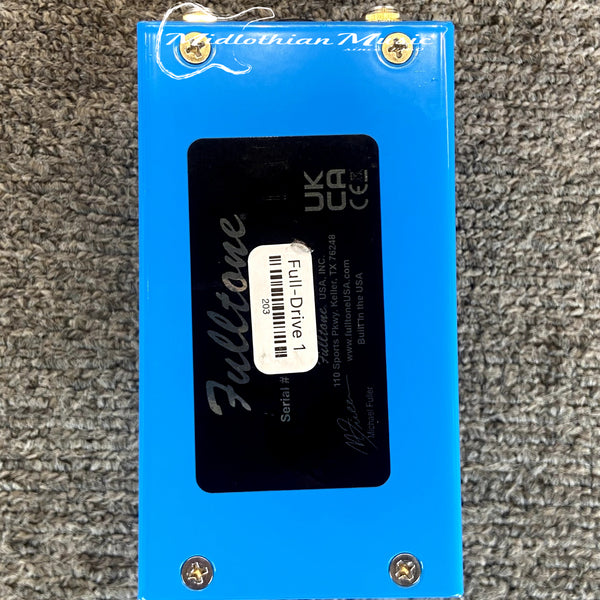 Midlothian Music
Fulltone
Serial #
Full-Drive 1
203
UK
CA
CE
Fulltone USA, INC.
110 Sports Pkwy, Keller, TX 76248
www.fulltoneUSA.com
Built in the USA
Michael Fuller